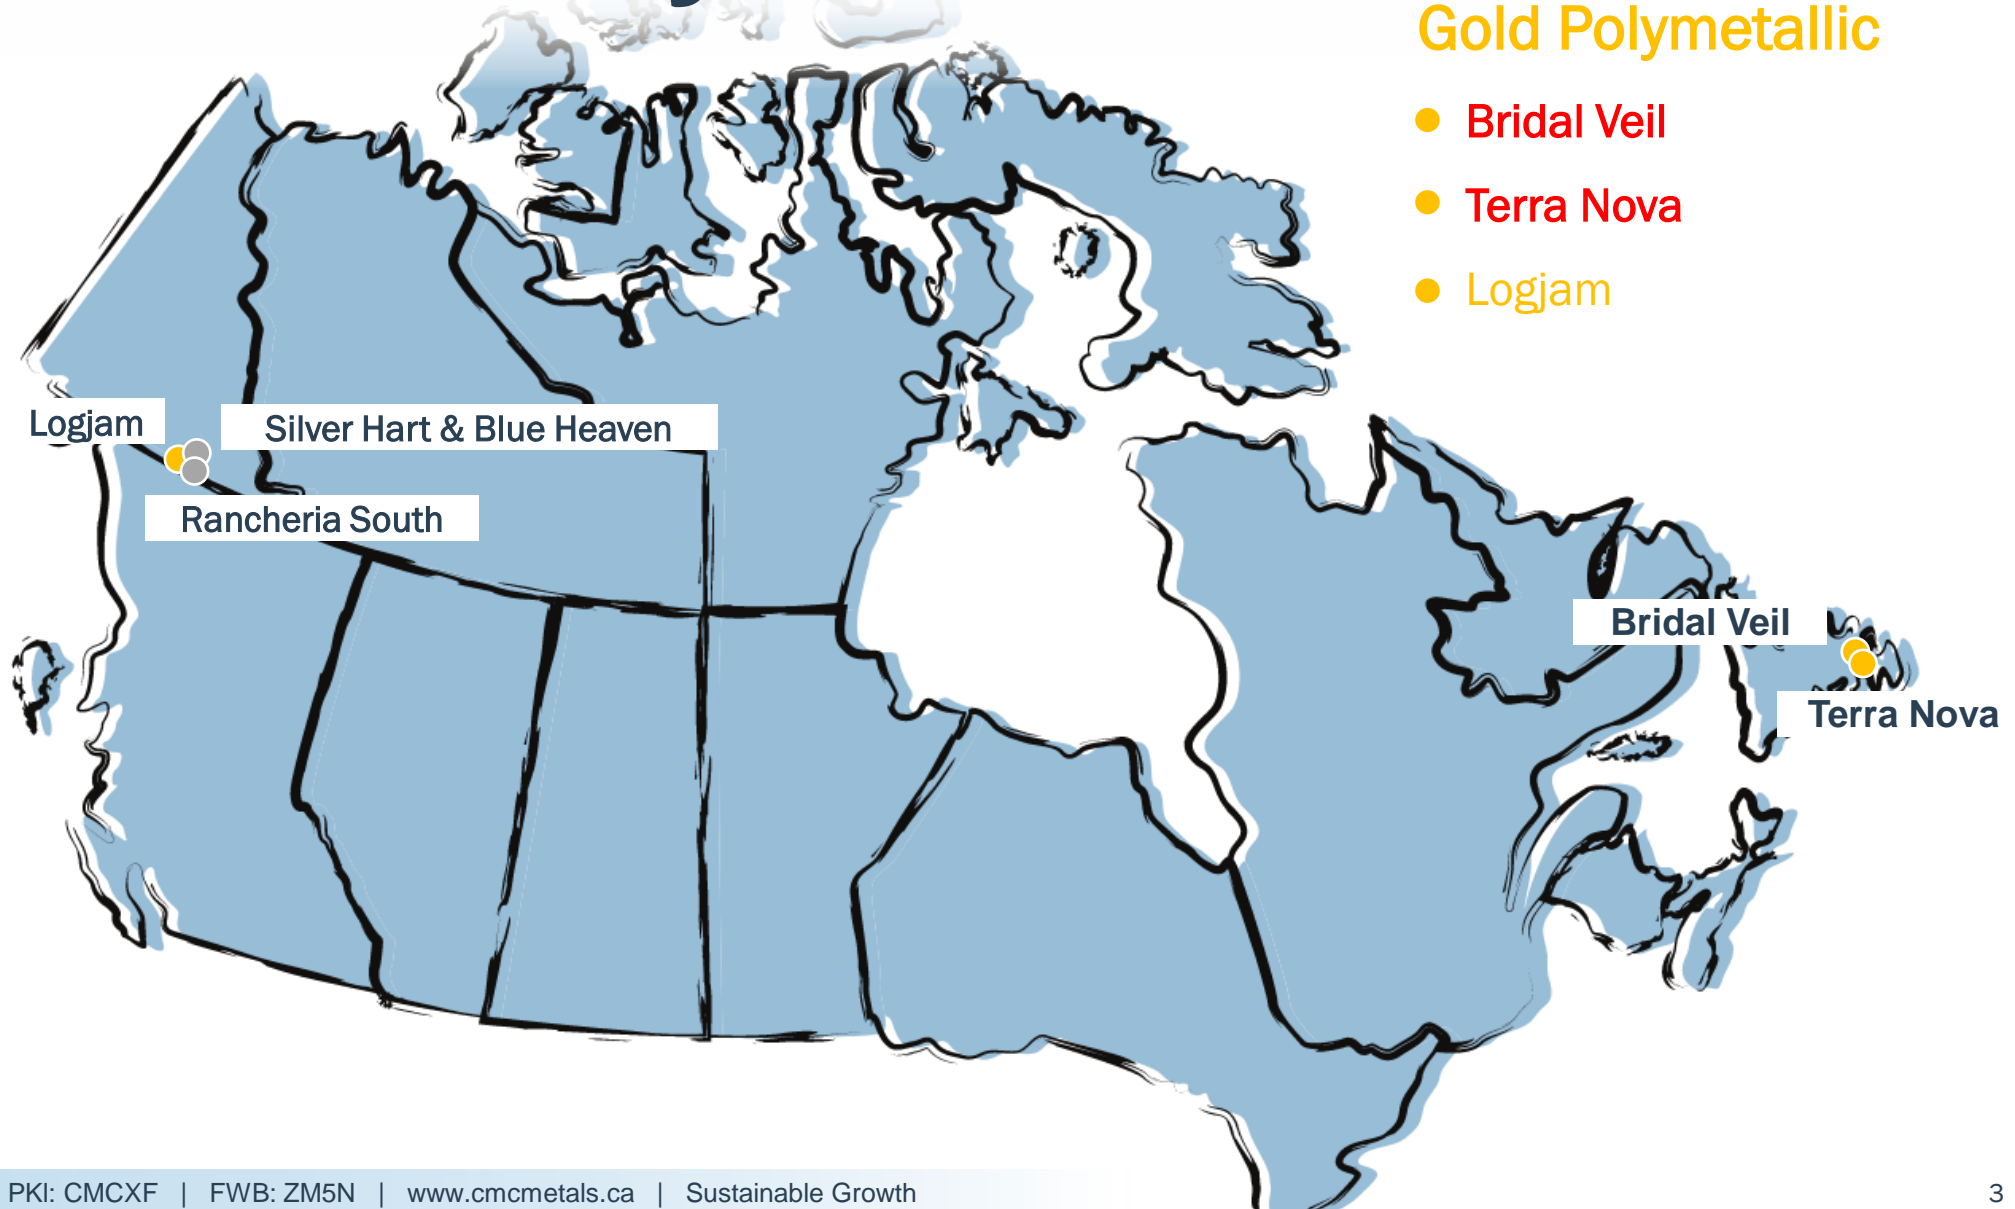 Gold Polymetallic
Bridal Veil
Terra Nova
Logjam
Logjam
Silver Hart & Blue Heaven
Rancheria South
Bridal Veil
Terra Nova
PKI: CMCXF | FWB: ZM5N | www.cmcmetals.ca | Sustainable Growth
3